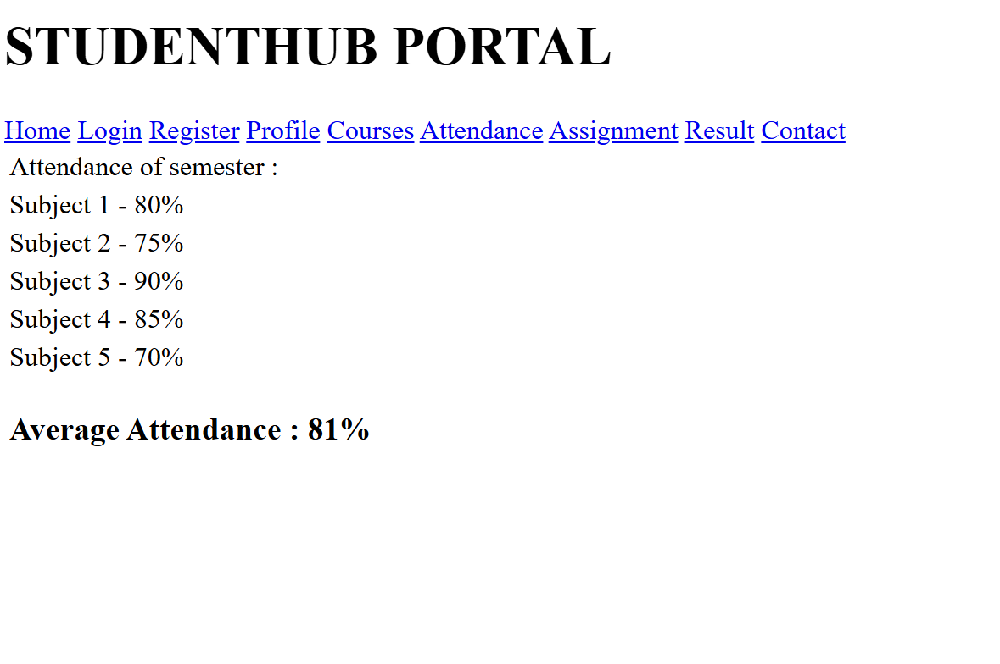 STUDENTHUB PORTAL
Home Login Register Profile Courses Attendance Assignment Result Contact
Attendance of semester :
Subject 1 - 80%
Subject 2 - 75%
Subject 3 - 90%
Subject 4 - 85%
Subject 5 - 70%
Average Attendance : 81%